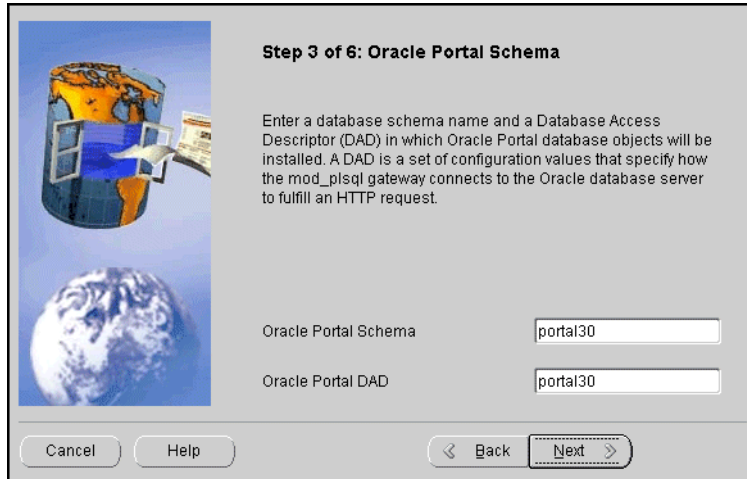 Step 3 of 6: Oracle Portal Schema
Enter a database schema name and a Database Access
Descriptor (DAD) in which Oracle Portal database objects will be
installed. A DAD is a set of configuration values that specify how
the mod_plsql gateway connects to the Oracle database server
to fulfill an HTTP request.
Oracle Portal Schema portal30
Oracle Portal DAD portal30
Cancel Help Back Next